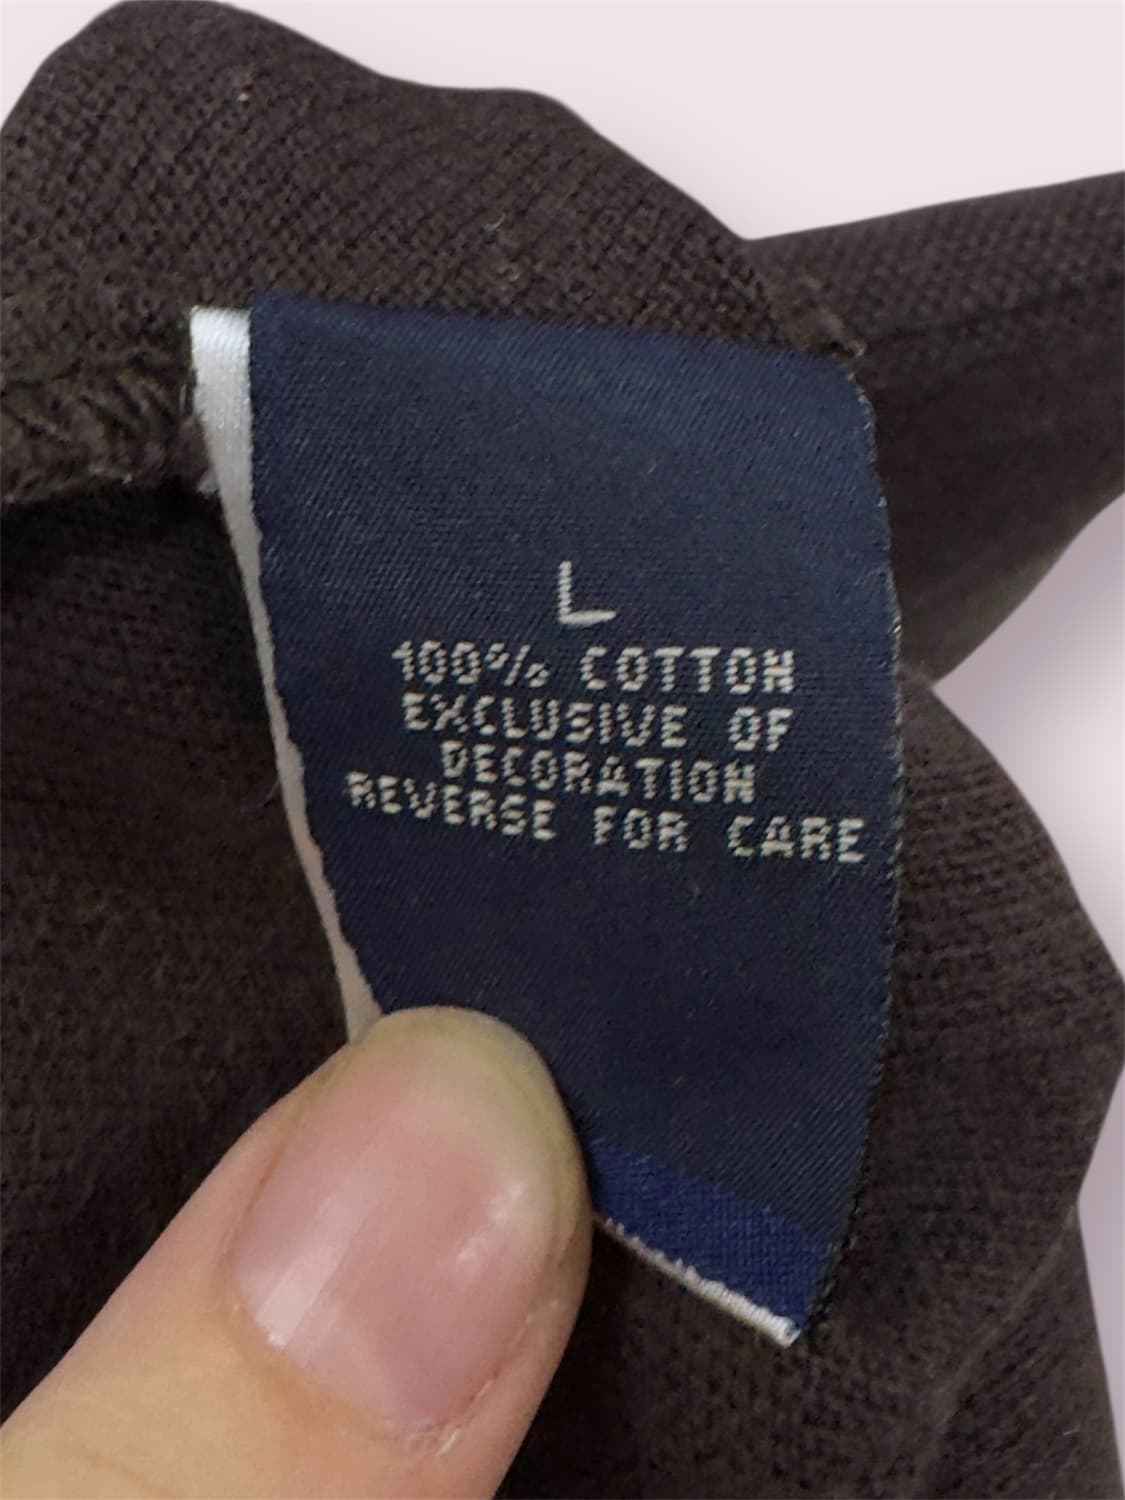 L
100% COTTON
EXCLUSIVE OF
DECORATION
REVERSE FOR CARE